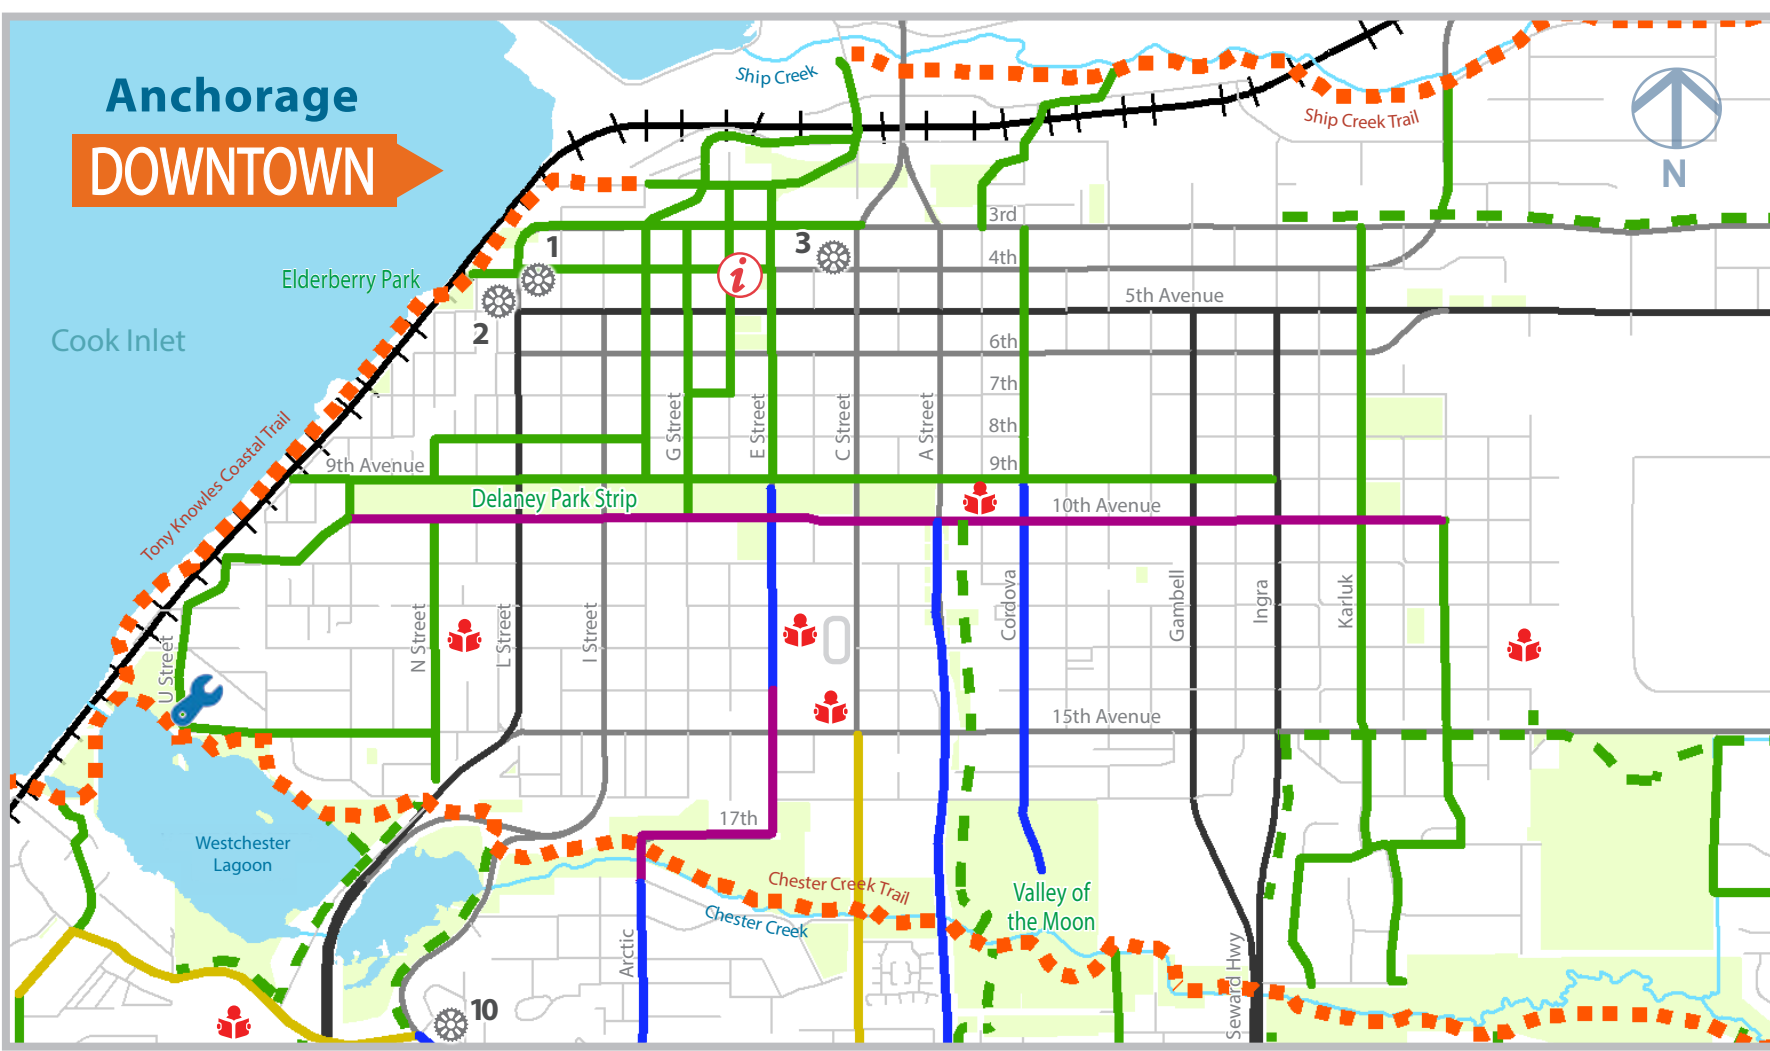 Anchorage
DOWNTOWN
Ship Creek
Ship Creek Trail
N
3rd
1
3
4th
Elderberry Park
i
5th Avenue
2
Cook Inlet
6th
7th
G Street
E Street
C Street
A Street
8th
9th Avenue
9th
Tony Knowles Coastal Trail
Delaney Park Strip
10th Avenue
U Street
N Street
L Street
I Street
Cordova
Gambell
Ingra
Karluk
15th Avenue
17th
Westchester
Lagoon
Chester Creek Trail
Chester Creek
Valley of
the Moon
Arctic
Seward Hwy
10